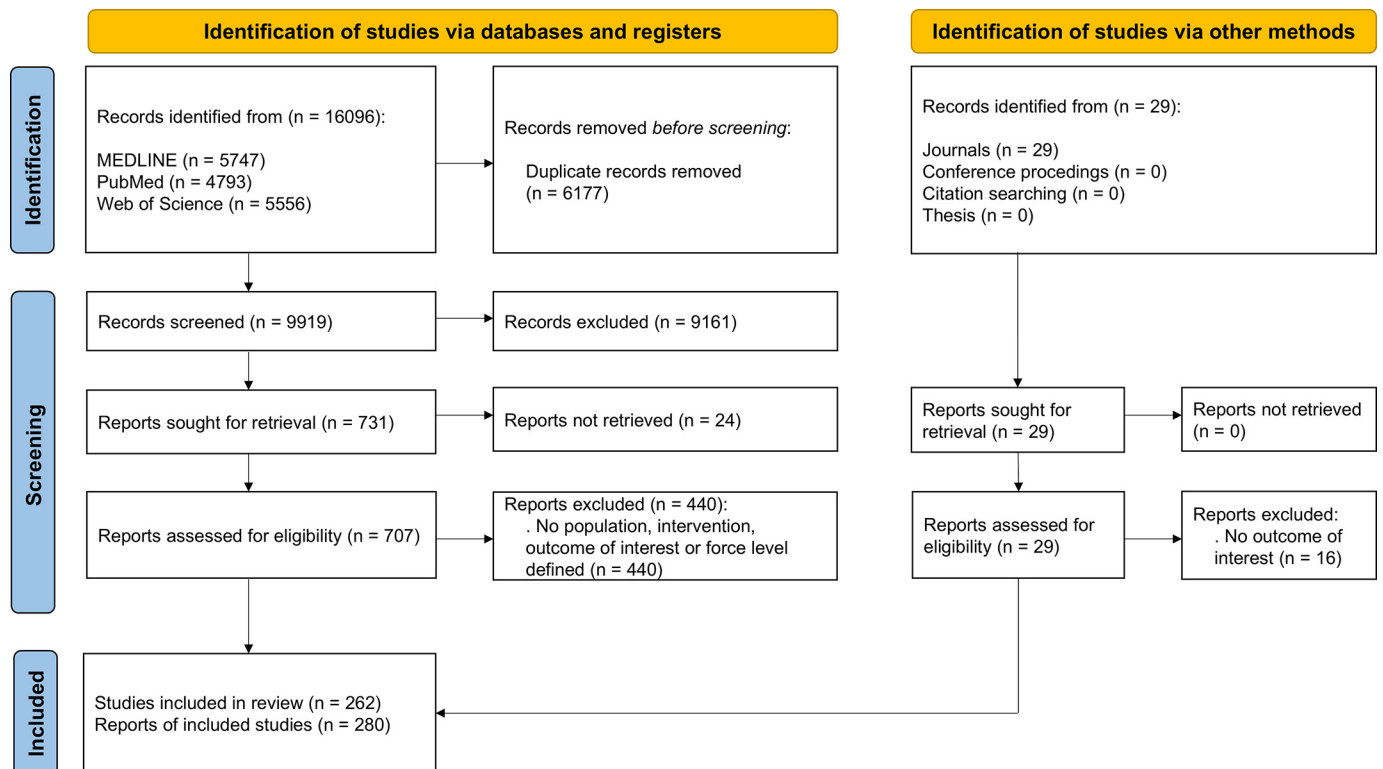 Identification of studies via databases and registers
Identification of studies via other methods
Identification
Records identified from (n = 16096):
MEDLINE (n = 5747)
PubMed (n = 4793)
Web of Science (n = 5556)
Records removed before screening:
Duplicate records removed
(n = 6177)
Records identified from (n = 29):
Journals (n = 29)
Conference procedings (n = 0)
Citation searching (n = 0)
Thesis (n = 0)
Screening
Records screened (n = 9919)
Records excluded (n = 9161)
Reports sought for retrieval (n = 731)
Reports not retrieved (n = 24)
Reports sought for
retrieval (n = 29)
Reports not retrieved
(n = 0)
Reports assessed for eligibility (n = 707)
Reports excluded (n = 440):
. No population, intervention,
outcome of interest or force level
defined (n = 440)
Reports assessed for
eligibility (n = 29)
Reports excluded:
. No outcome of
interest (n = 16)
Included
Studies included in review (n = 262)
Reports of included studies (n = 280)